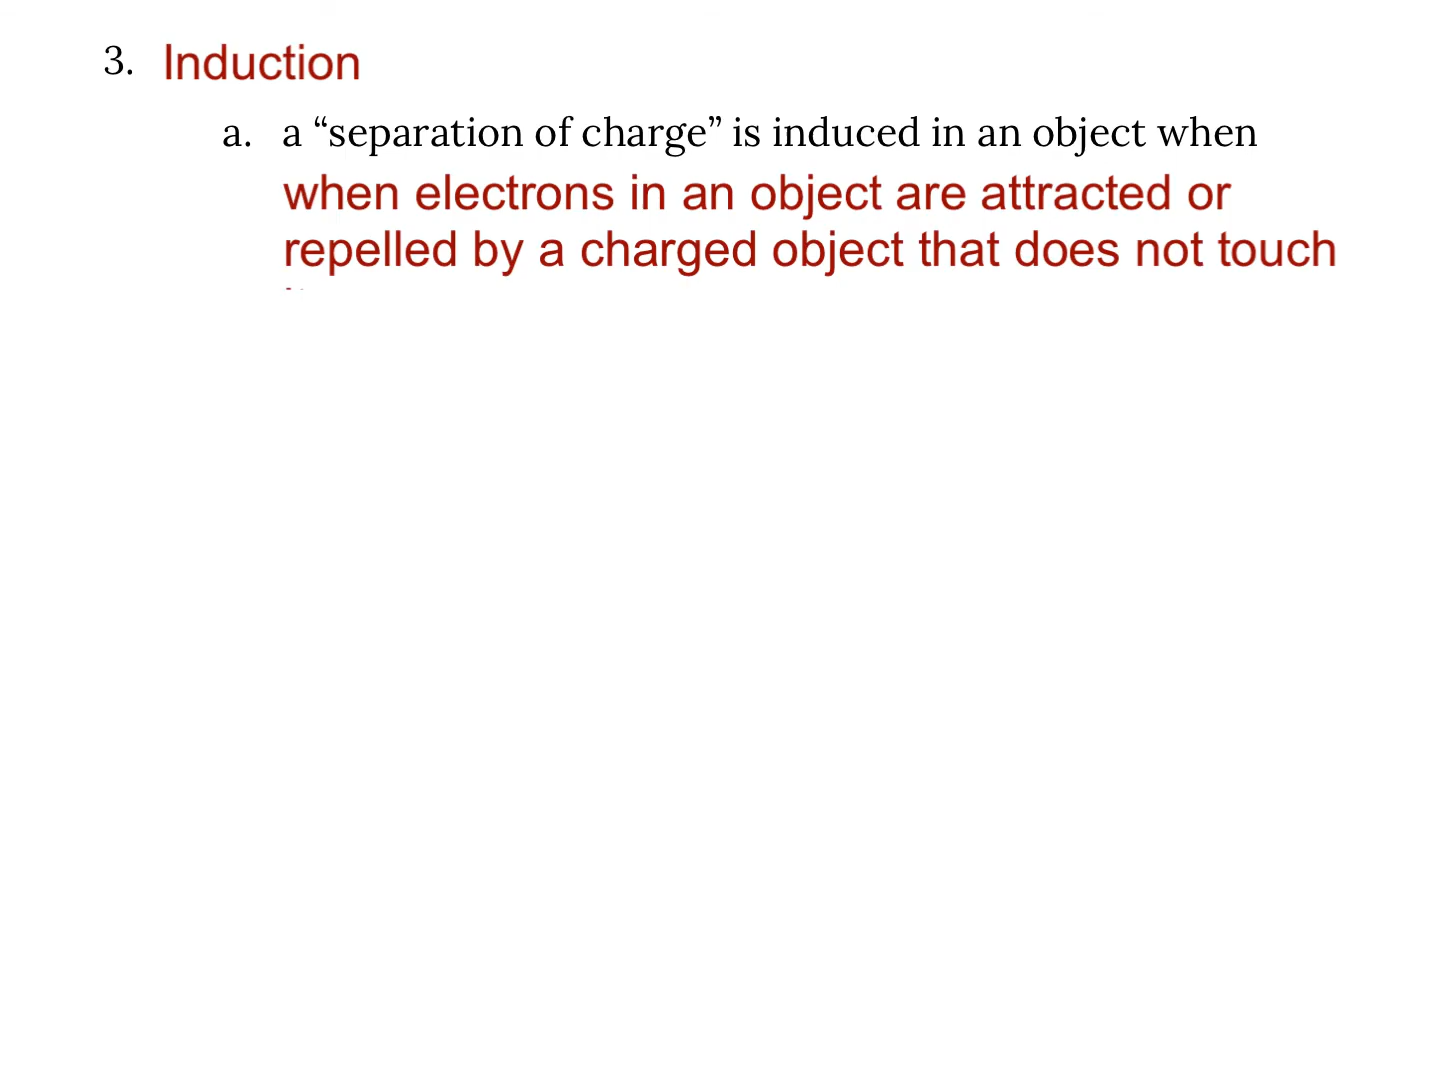 3. Induction
a. a “separation of charge” is induced in an object when
when electrons in an object are attracted or
repelled by a charged object that does not touch